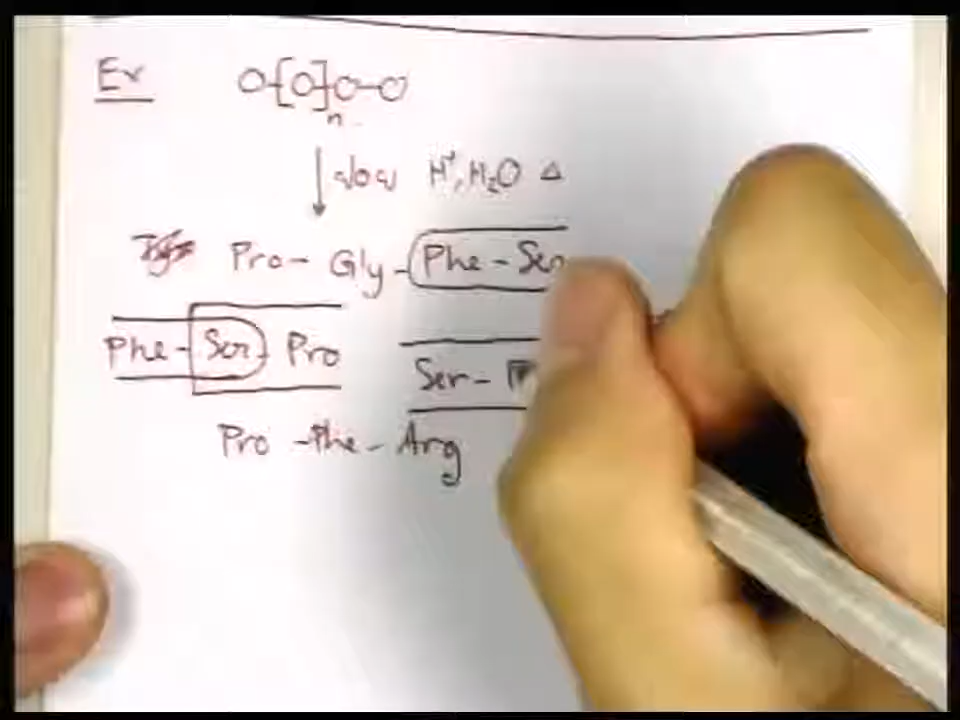 Ex O-[O]n O-O
↓ slow H⁺, H₂O Δ
Pro - Gly - Phe - Ser
Phe - Ser - Pro
Ser - P
Pro - Phe - Arg